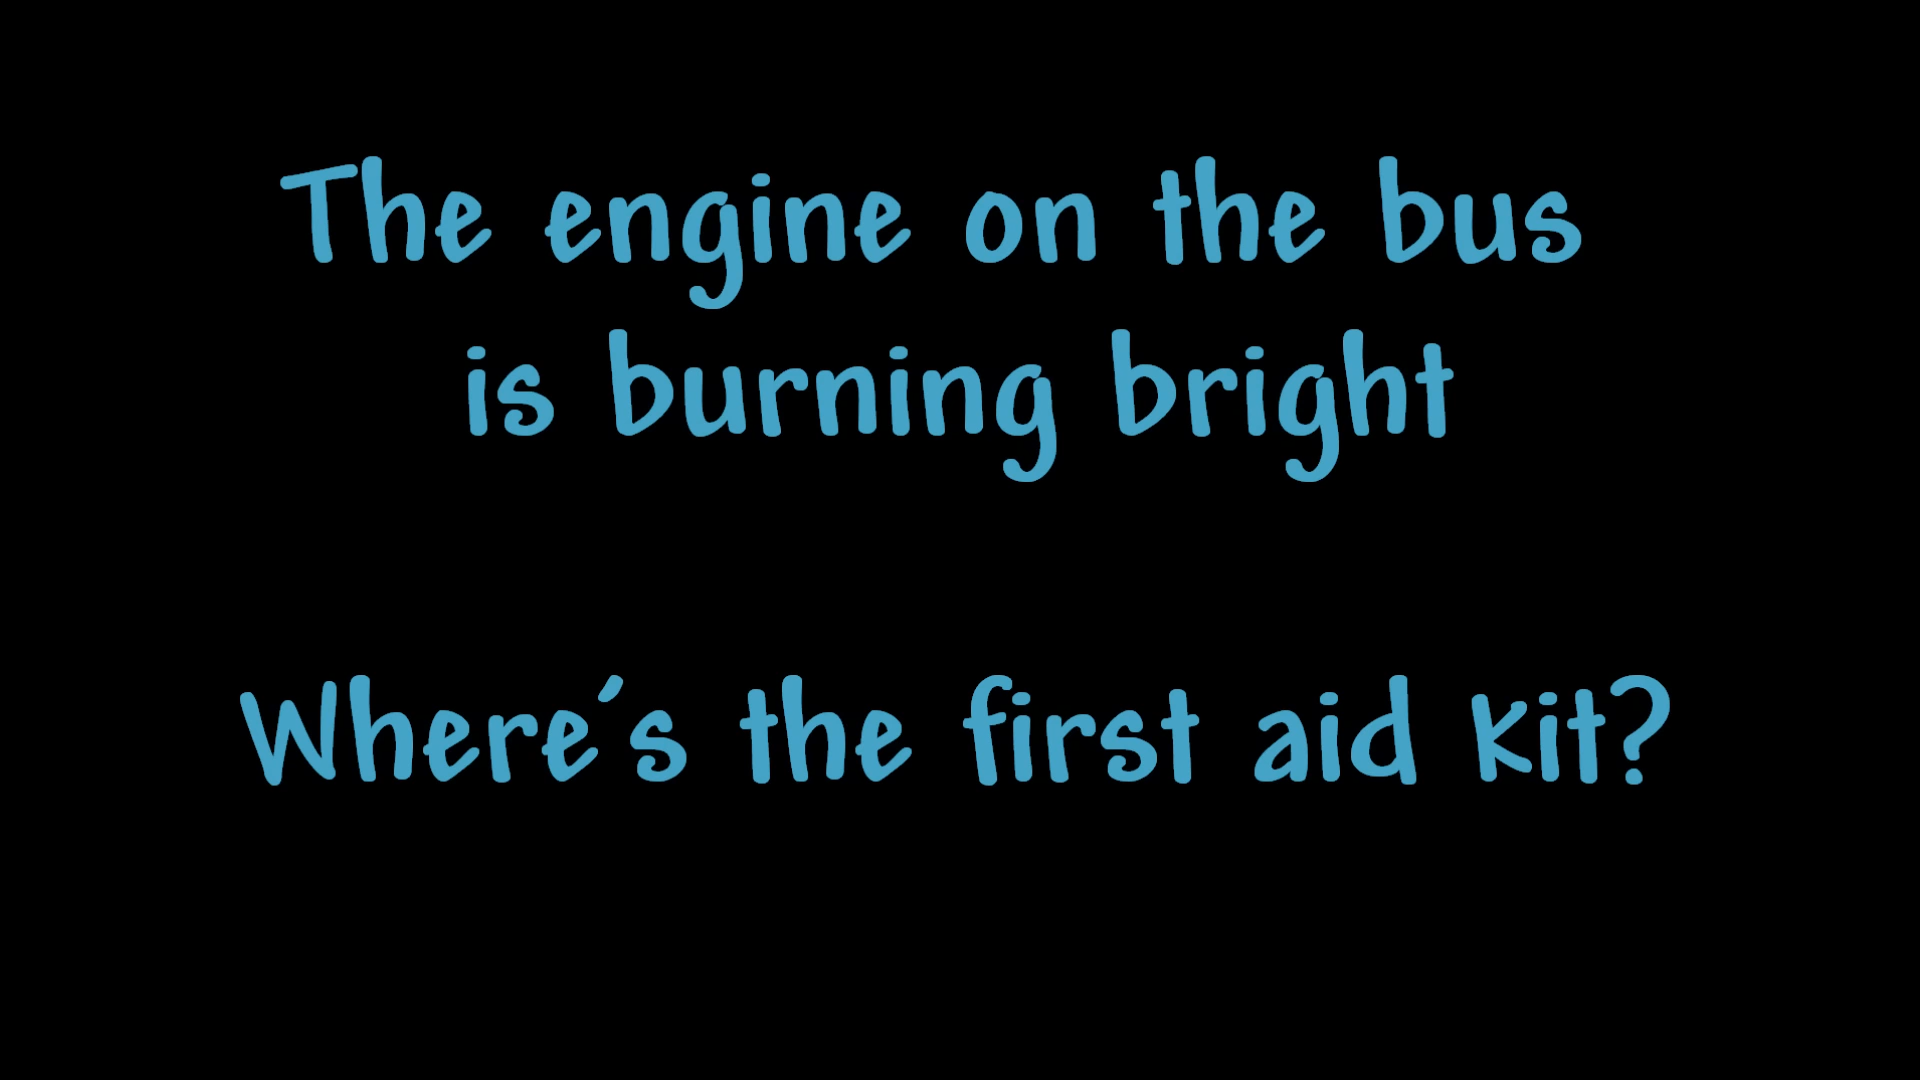 The engine on the bus
is burning bright
Where's the first aid kit?